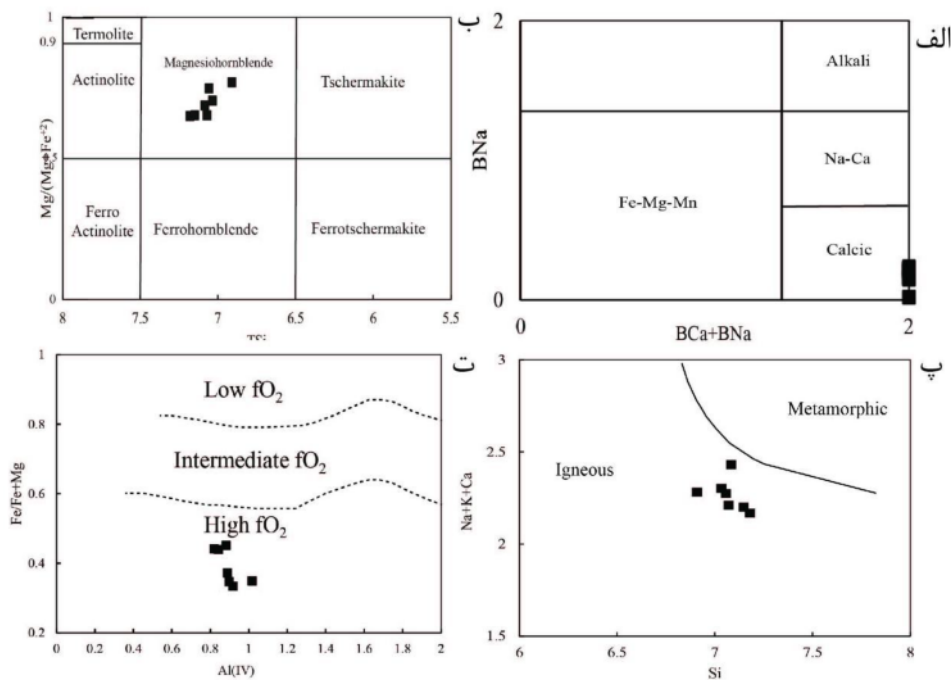 الف
2
BNa
0
Alkali
Na-Ca
Fe-Mg-Mn
Calcic
0
BCa+BNa
2
ب
1
0.9
Mg/(Mg+Fe⁺²)
0
Termolite
Actinolite
Magnesiohornblende
Tschermakite
Ferro
Actinolite
Ferrohornblende
Ferrotschermakite
8
7.5
7
6.5
6
5.5
TSi
پ
3
2.5
2
1.5
Na+K+Ca
Metamorphic
Igneous
6
6.5
7
7.5
8
Si
ت
1
0.8
0.6
0.4
0.2
Fe/Fe+Mg
Low fO₂
Intermediate fO₂
High fO₂
0
0.2
0.4
0.6
0.8
1
1.2
1.4
1.6
1.8
2
Al(IV)